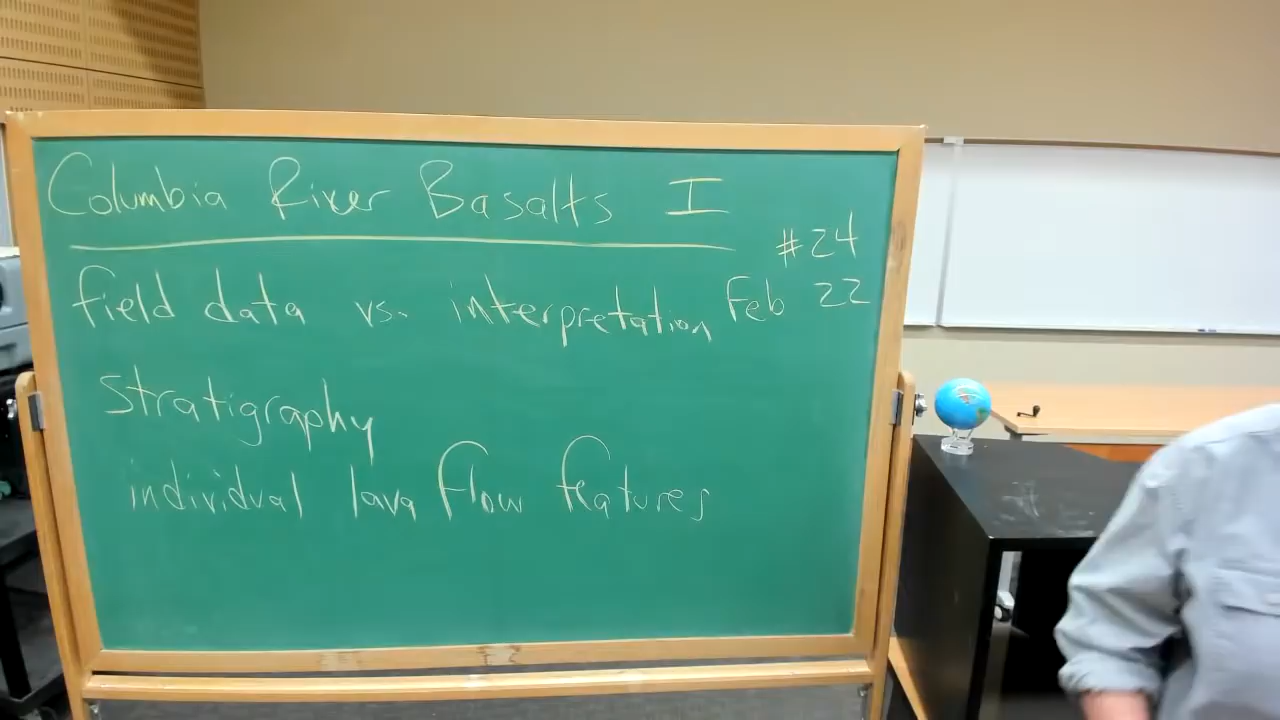 Columbia River Basalts I
#24
Feb 22
field data vs. interpretation
stratigraphy
individual lava flow features